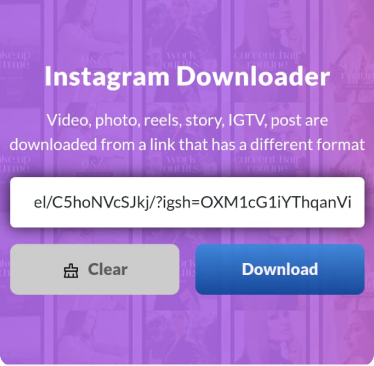 Instagram Downloader
Video, photo, reels, story, IGTV, post are
downloaded from a link that has a different format
el/C5hoNVcSJkj/?igsh=OXM1cG1iYThqanVi
Clear
Download